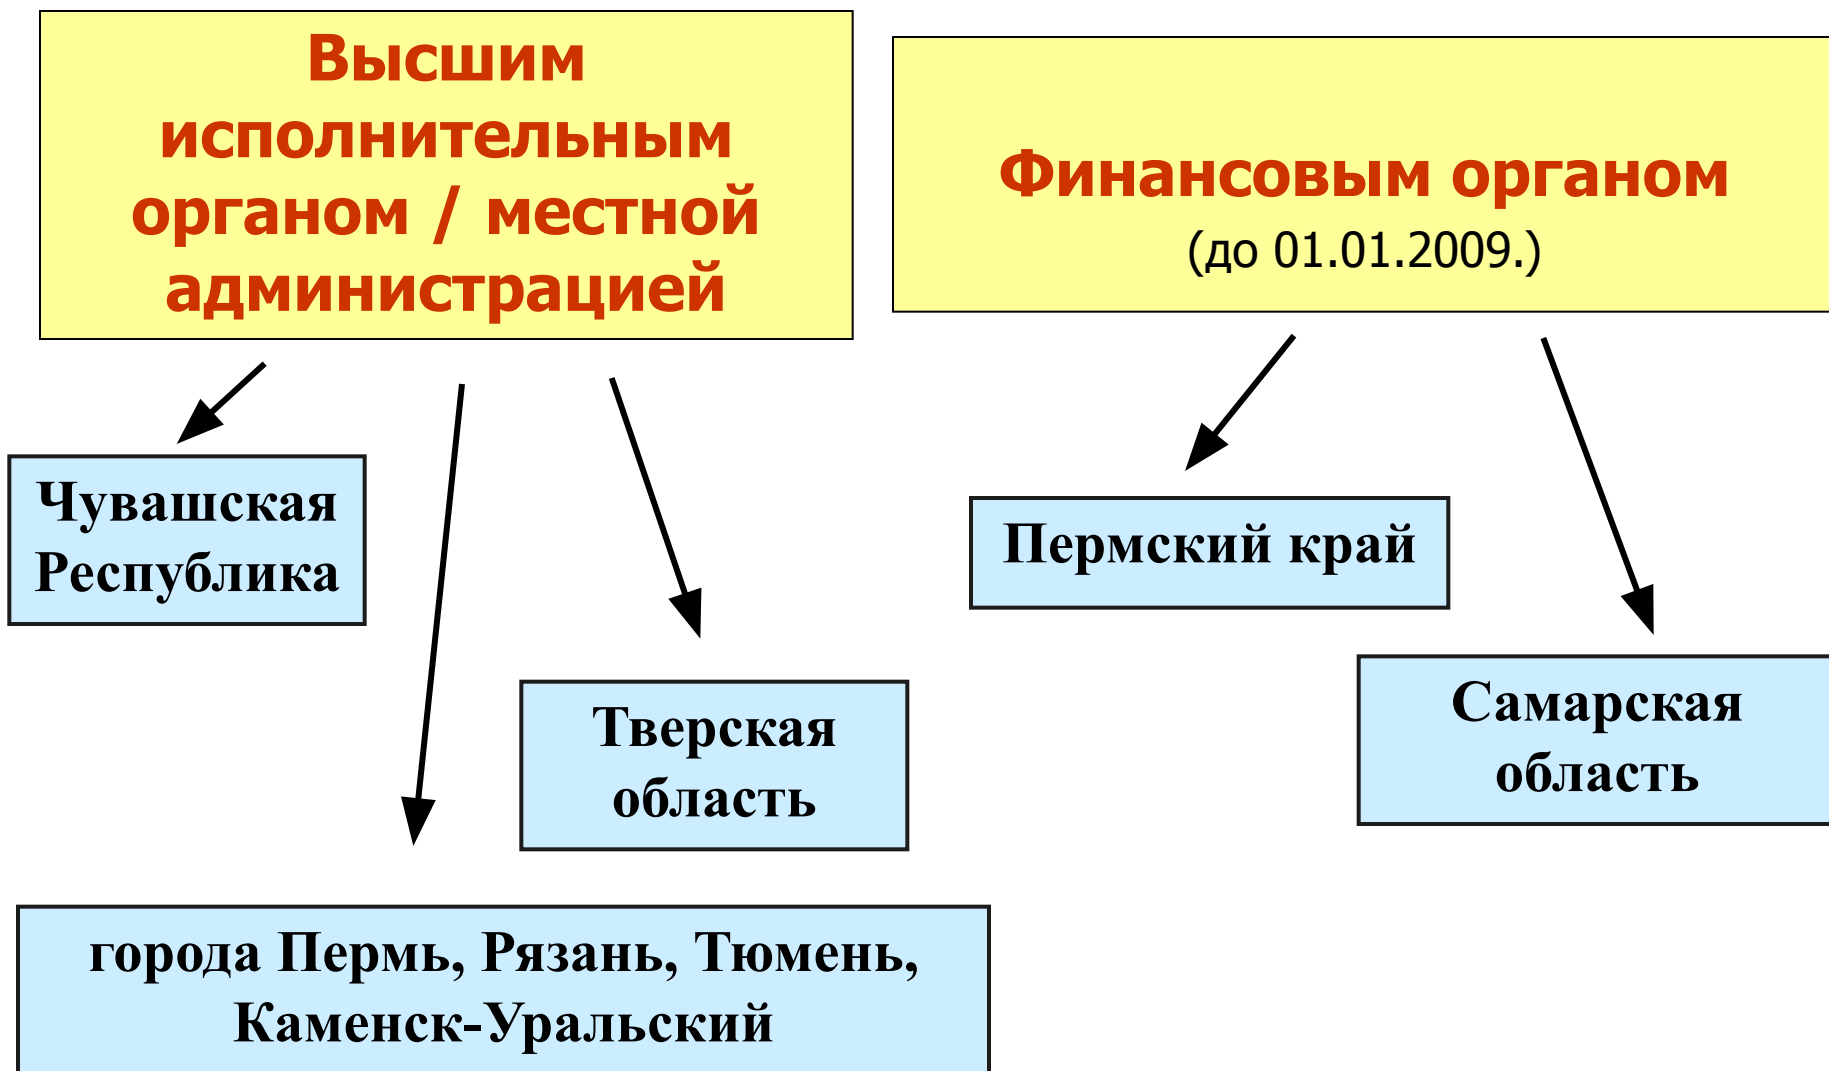 Высшим
исполнительным
органом / местной
администрацией
Финансовым органом
(до 01.01.2009.)
Чувашская
Республика
Пермский край
Тверская
область
Самарская
область
города Пермь, Рязань, Тюмень,
Каменск-Уральский